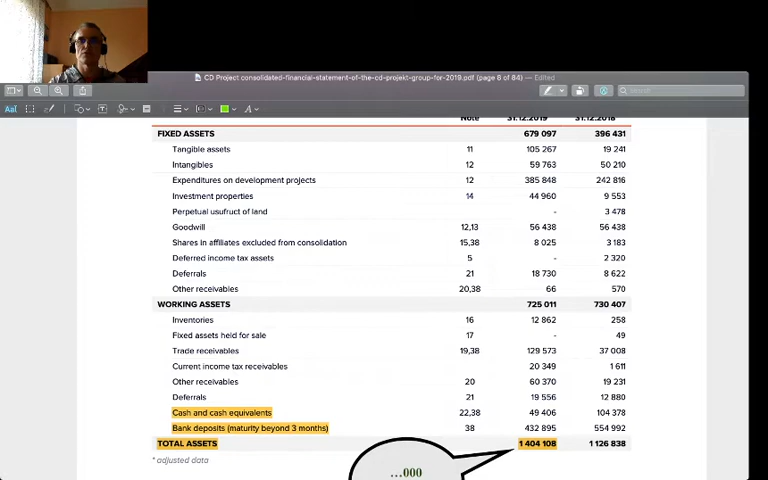 CD Project consolidated-financial-statement-of-the-cd-projekt-group-for-2019.pdf (page 8 of 84) — Edited
Search
Note 31.12.2019 31.12.2018*
FIXED ASSETS 679 097 396 431
Tangible assets 11 105 267 19 241
Intangibles 12 59 763 50 210
Expenditures on development projects 12 385 848 242 816
Investment properties 14 44 960 9 553
Perpetual usufruct of land - 3 478
Goodwill 12,13 56 438 56 438
Shares in affiliates excluded from consolidation 15,38 8 025 3 183
Deferred income tax assets 5 - 2 320
Deferrals 21 18 730 8 622
Other receivables 20,38 66 570
WORKING ASSETS 725 011 730 407
Inventories 16 12 862 258
Fixed assets held for sale 17 - 49
Trade receivables 19,38 129 573 37 008
Current income tax receivables 20 349 1 611
Other receivables 20 60 370 19 231
Deferrals 21 19 556 12 880
Cash and cash equivalents 22,38 49 406 104 378
Bank deposits (maturity beyond 3 months) 38 432 895 554 992
TOTAL ASSETS 1 404 108 1 126 838
* adjusted data
...000